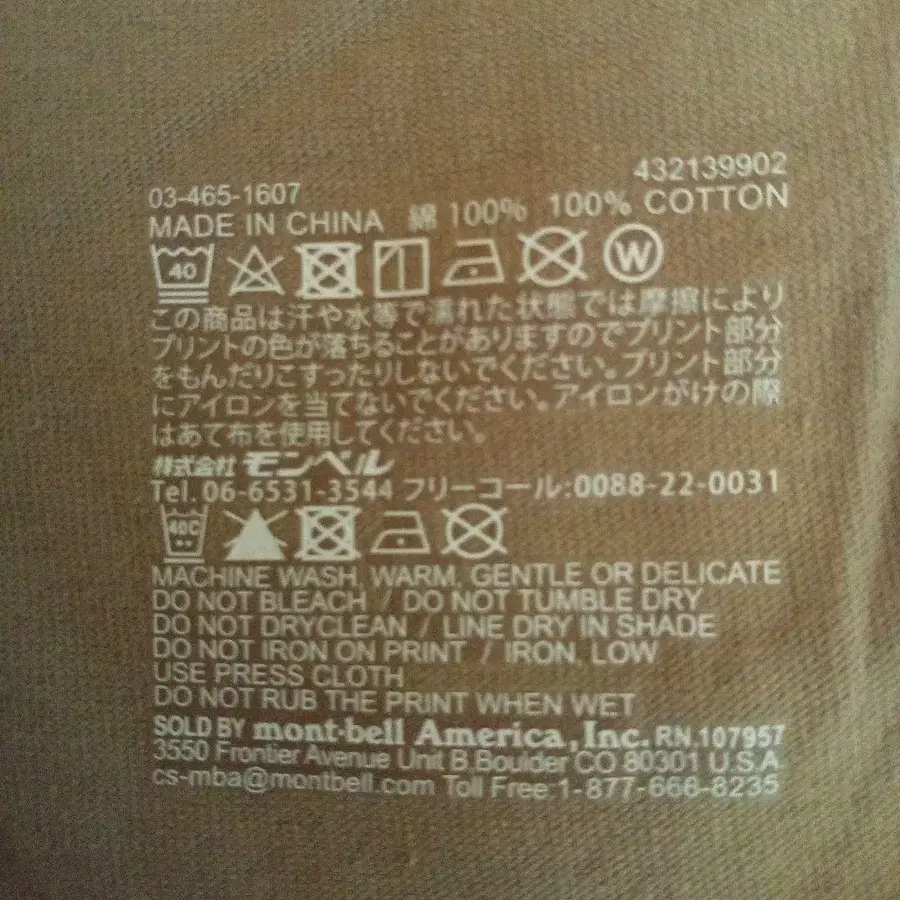 432139902
03-465-1607
MADE IN CHINA 綿 100% 100% COTTON
40 W
この商品は汗や水等で濡れた状態では摩擦により
プリントの色が落ちることがありますのでプリント部分
をもんだりこすったりしないでください。プリント部分
にアイロンを当てないでください。アイロンがけの際
はあて布を使用してください。
株式会社 モンベル
Tel. 06-6531-3544 フリーコール:0088-22-0031
40C
MACHINE WASH, WARM, GENTLE OR DELICATE
DO NOT BLEACH / DO NOT TUMBLE DRY
DO NOT DRYCLEAN / LINE DRY IN SHADE
DO NOT IRON ON PRINT / IRON, LOW
USE PRESS CLOTH
DO NOT RUB THE PRINT WHEN WET
SOLD BY mont-bell America, Inc. RN.107957
3550 Frontier Avenue Unit B.Boulder CO 80301 U.S.A
cs-mba@montbell.com Toll Free:1-877-666-8235